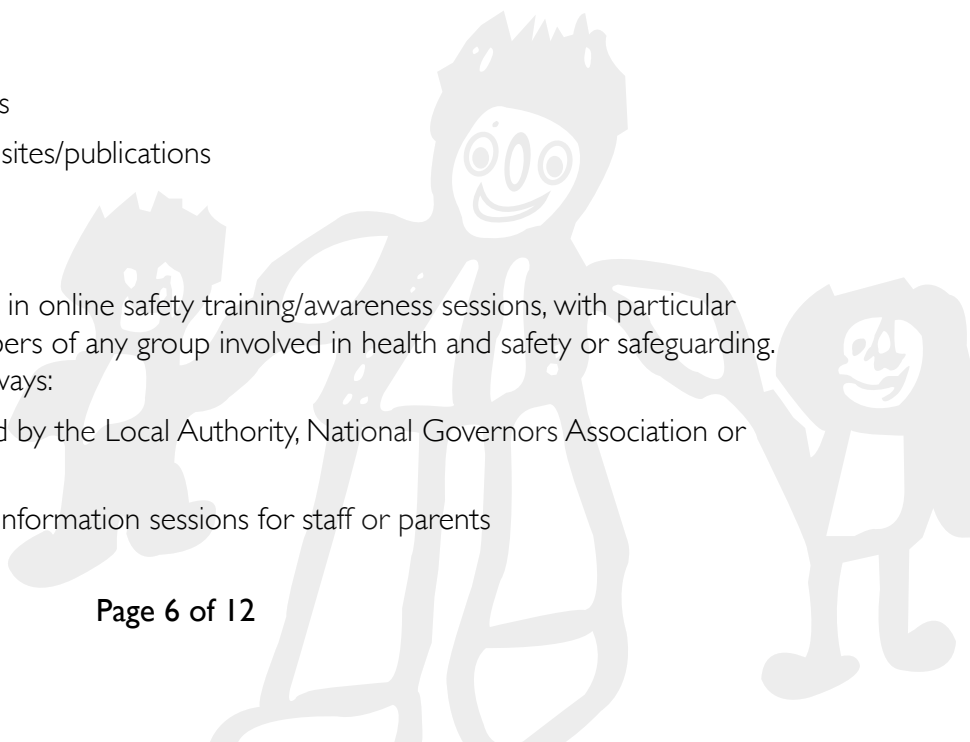 s
sites/publications
in online safety training/awareness sessions, with particular
bers of any group involved in health and safety or safeguarding.
ways:
d by the Local Authority, National Governors Association or
information sessions for staff or parents
Page 6 of 12